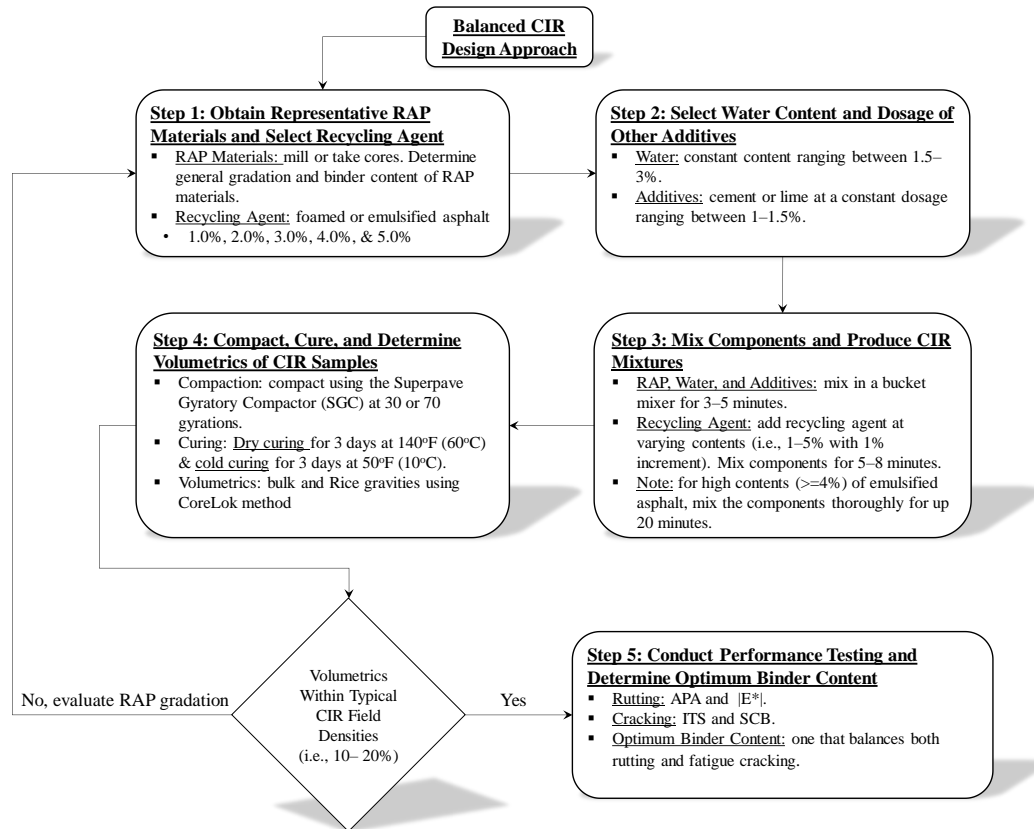 Balanced CIR
Design Approach
Step 1: Obtain Representative RAP
Materials and Select Recycling Agent
▪ RAP Materials: mill or take cores. Determine
general gradation and binder content of RAP
materials.
▪ Recycling Agent: foamed or emulsified asphalt
• 1.0%, 2.0%, 3.0%, 4.0%, & 5.0%
Step 2: Select Water Content and Dosage of
Other Additives
▪ Water: constant content ranging between 1.5–
3%.
▪ Additives: cement or lime at a constant dosage
ranging between 1–1.5%.
Step 3: Mix Components and Produce CIR
Mixtures
▪ RAP, Water, and Additives: mix in a bucket
mixer for 3–5 minutes.
▪ Recycling Agent: add recycling agent at
varying contents (i.e., 1–5% with 1%
increment). Mix components for 5–8 minutes.
▪ Note: for high contents (>=4%) of emulsified
asphalt, mix the components thoroughly for up
20 minutes.
Step 4: Compact, Cure, and Determine
Volumetrics of CIR Samples
▪ Compaction: compact using the Superpave
Gyratory Compactor (SGC) at 30 or 70
gyrations.
▪ Curing: Dry curing for 3 days at 140°F (60°C)
& cold curing for 3 days at 50°F (10°C).
▪ Volumetrics: bulk and Rice gravities using
CoreLok method
Volumetrics
Within Typical
CIR Field
Densities
(i.e., 10– 20%)
No, evaluate RAP gradation
Yes
Step 5: Conduct Performance Testing and
Determine Optimum Binder Content
▪ Rutting: APA and |E*|.
▪ Cracking: ITS and SCB.
▪ Optimum Binder Content: one that balances both
rutting and fatigue cracking.